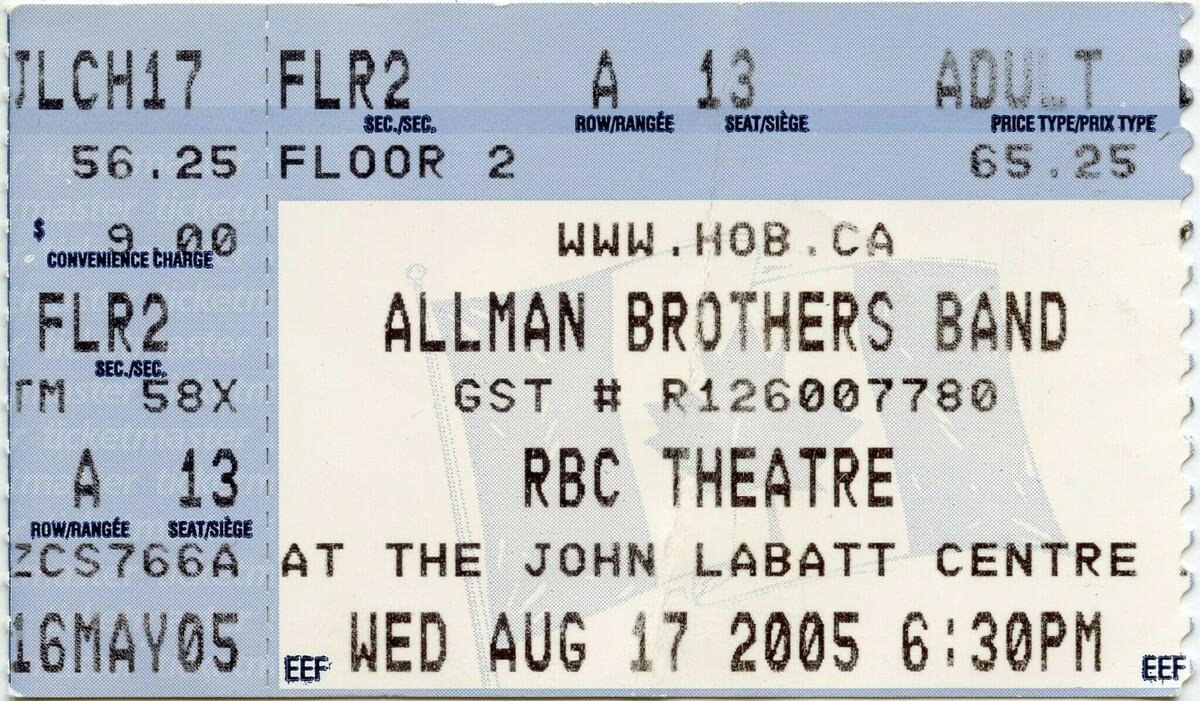 JLCH17
56.25
$ 9.00
CONVENIENCE CHARGE
FLR2
SEC./SEC.
TM 58X
A 13
ROW/RANGÉE SEAT/SIÈGE
ZCS766A
16MAY05
FLR2 A 13 ADULT
SEC./SEC. ROW/RANGÉE SEAT/SIÈGE PRICE TYPE/PRIX TYPE
FLOOR 2 65.25
WWW.HOB.CA
ALLMAN BROTHERS BAND
GST # R126007780
RBC THEATRE
AT THE JOHN LABATT CENTRE
EEF WED AUG 17 2005 6:30PM EEF